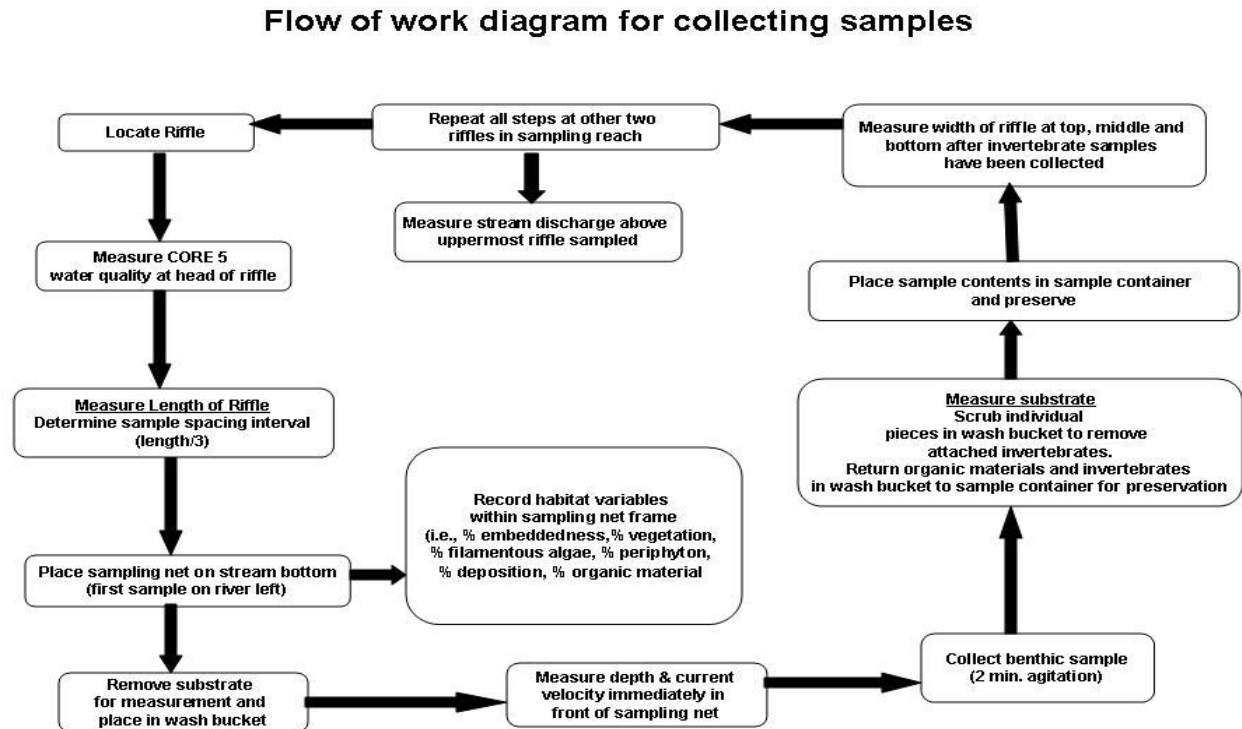 Flow of work diagram for collecting samples
Locate Riffle
Measure CORE 5
water quality at head of riffle
Measure Length of Riffle
Determine sample spacing interval
(length/3)
Place sampling net on stream bottom
(first sample on river left)
Record habitat variables
within sampling net frame
(i.e., % embeddedness,% vegetation,
% filamentous algae, % periphyton,
% deposition, % organic material
Remove substrate
for measurement and
place in wash bucket
Measure depth & current
velocity immediately in
front of sampling net
Collect benthic sample
(2 min. agitation)
Measure substrate
Scrub individual
pieces in wash bucket to remove
attached invertebrates.
Return organic materials and invertebrates
in wash bucket to sample container for preservation
Place sample contents in sample container
and preserve
Measure width of riffle at top, middle and
bottom after invertebrate samples
have been collected
Repeat all steps at other two
riffles in sampling reach
Measure stream discharge above
uppermost riffle sampled